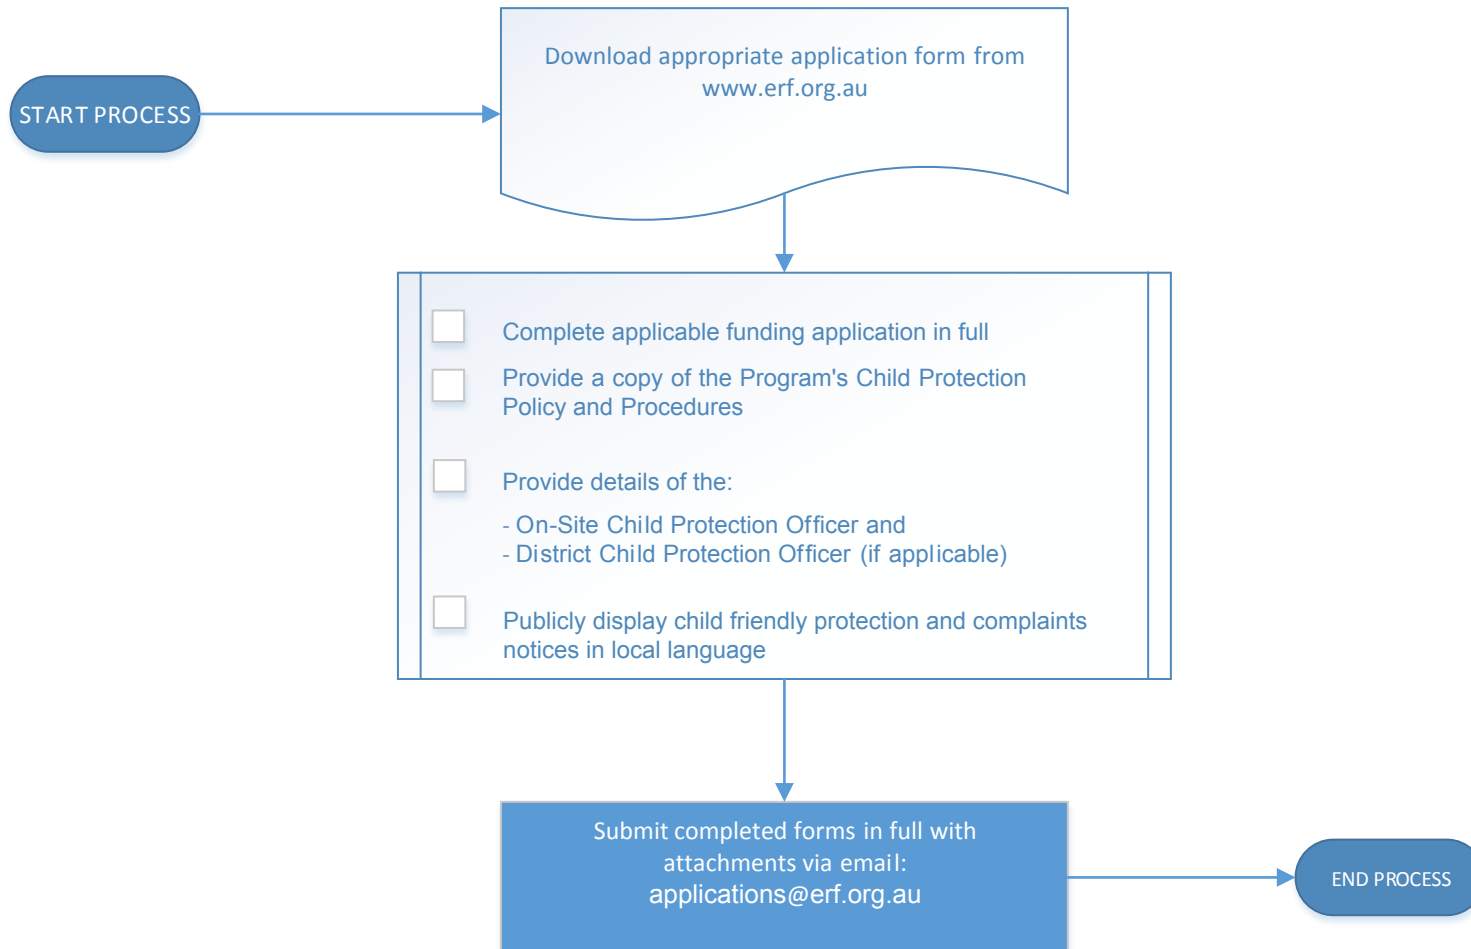 Download appropriate application form from
www.erf.org.au
START PROCESS
Complete applicable funding application in full
Provide a copy of the Program's Child Protection
Policy and Procedures
Provide details of the:
- On-Site Child Protection Officer and
- District Child Protection Officer (if applicable)
Publicly display child friendly protection and complaints
notices in local language
Submit completed forms in full with
attachments via email:
applications@erf.org.au
END PROCESS